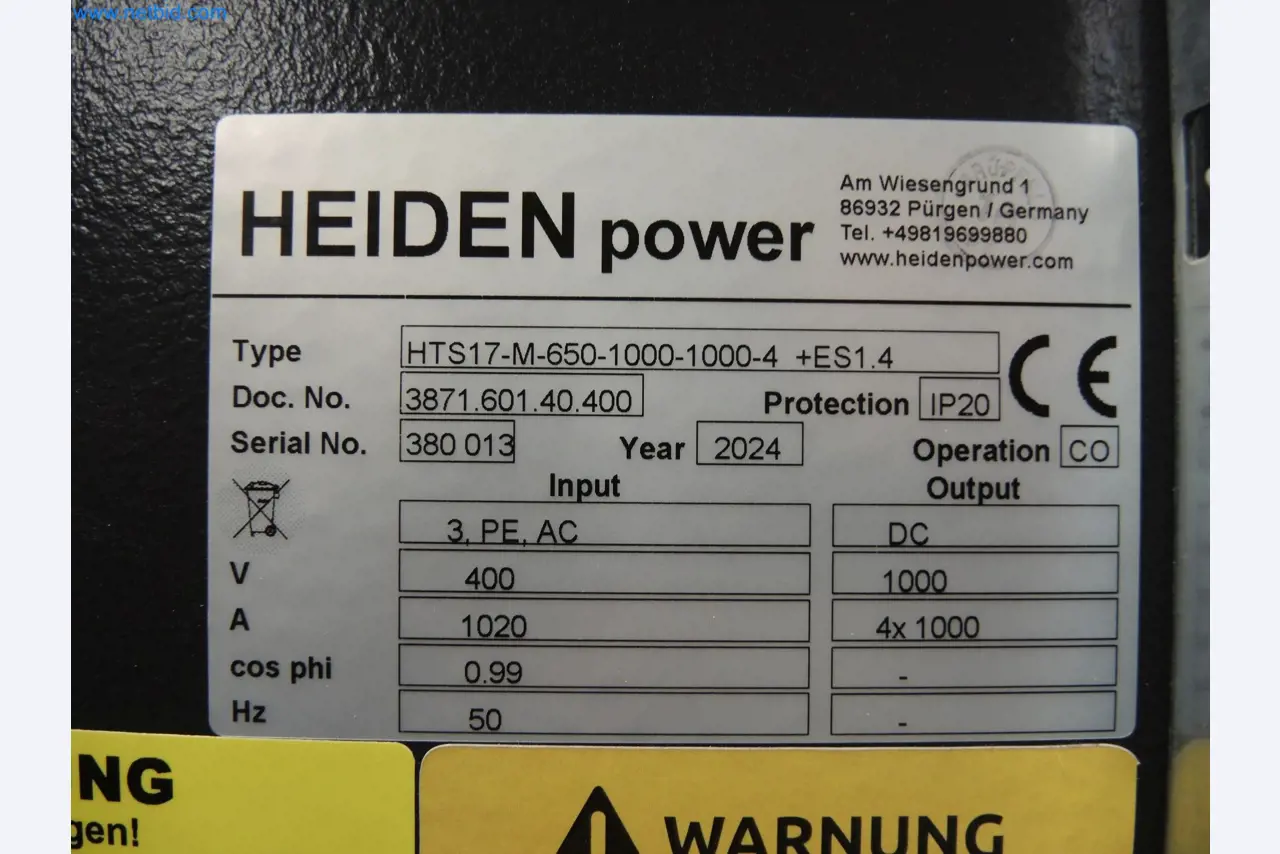 www.netbid.com
HEIDEN power
Am Wiesengrund 1
86932 Pürgen / Germany
Tel. +49819699880
www.heidenpower.com
Type HTS17-M-650-1000-1000-4 +ES1.4
CE
Doc. No. 3871.601.40.400 Protection IP20
Serial No. 380 013 Year 2024 Operation CO
Input Output
3, PE, AC DC
V 400 1000
A 1020 4x 1000
cos phi 0.99 -
Hz 50 -
NG
gen!
WARNUNG